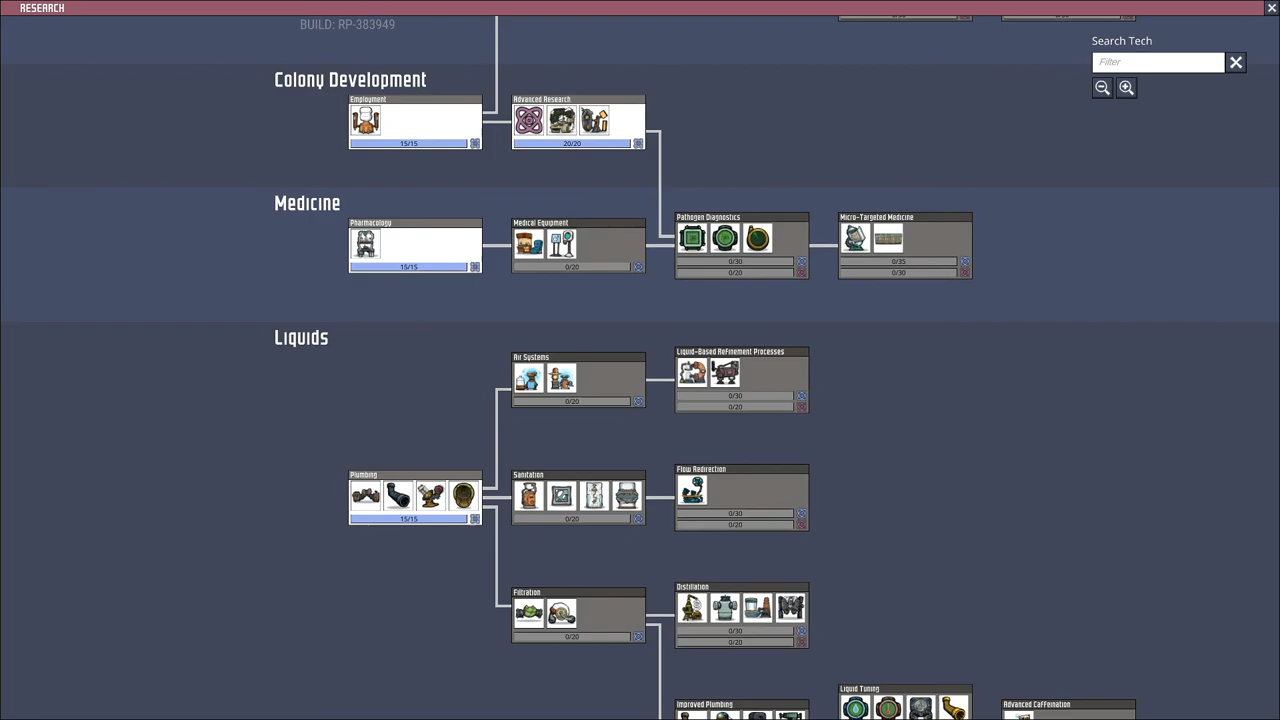 RESEARCH
BUILD: RP-383949
Search Tech
Filter
Colony Development
Employment
15/15
Advanced Research
20/20
Medicine
Pharmacology
15/15
Medical Equipment
0/20
Pathogen Diagnostics
0/30
0/20
Micro-Targeted Medicine
0/35
0/30
Liquids
Air Systems
0/20
Liquid-Based Refinement Processes
0/30
0/20
Plumbing
15/15
Sanitation
0/20
Flow Redirection
0/30
0/20
Filtration
0/20
Distillation
0/30
0/20
Improved Plumbing
Liquid Tuning
Advanced Caffeination